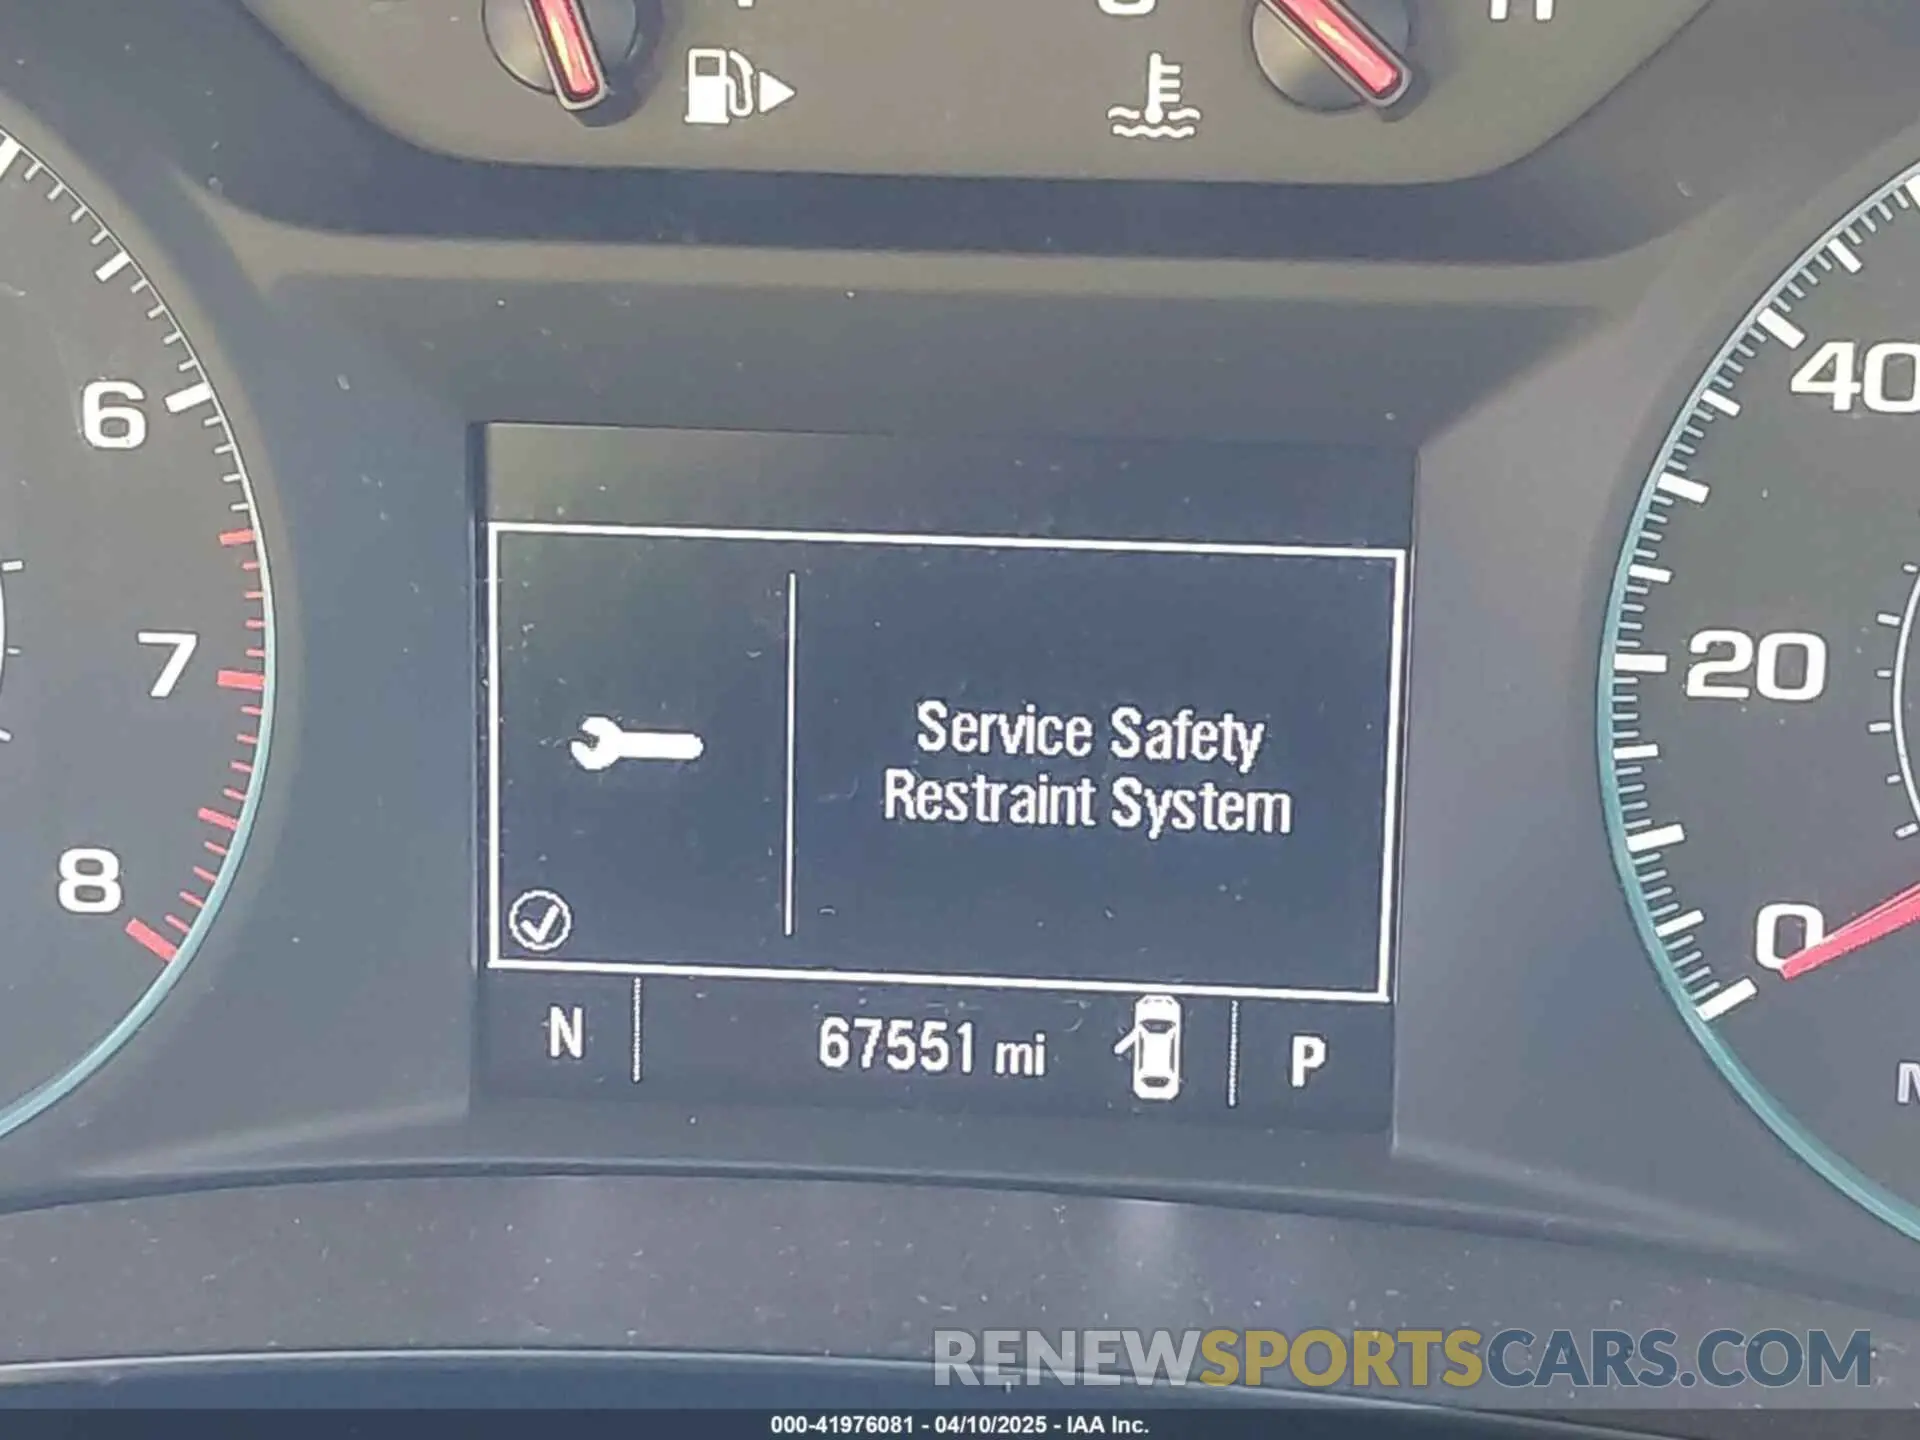 6
7
8
40
20
0
Service Safety
Restraint System
N
67551 mi
P
RENEWSPORTSCARS.COM
000-41976081 - 04/10/2025 - IAA Inc.